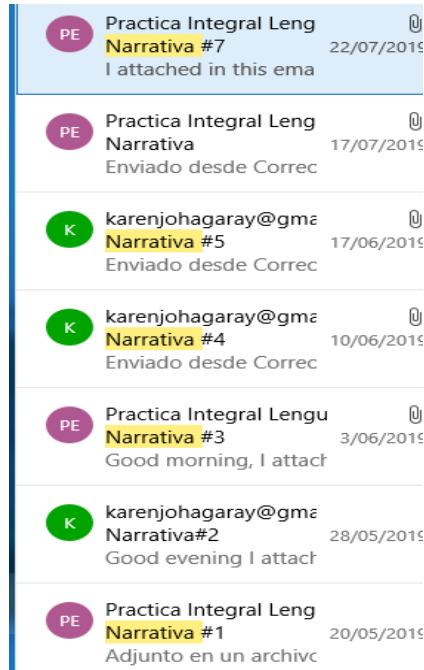 PE
Practica Integral Leng
Narrativa #7 22/07/2019
I attached in this ema
PE
Practica Integral Leng
Narrativa 17/07/2019
Enviado desde Correc
K
karenjohagaray@gma
Narrativa #5 17/06/2019
Enviado desde Correc
K
karenjohagaray@gma
Narrativa #4 10/06/2019
Enviado desde Correc
PE
Practica Integral Lengu
Narrativa #3 3/06/2019
Good morning, I attach
K
karenjohagaray@gma
Narrativa#2 28/05/2019
Good evening I attach
PE
Practica Integral Leng
Narrativa #1 20/05/2019
Adjunto en un archivo